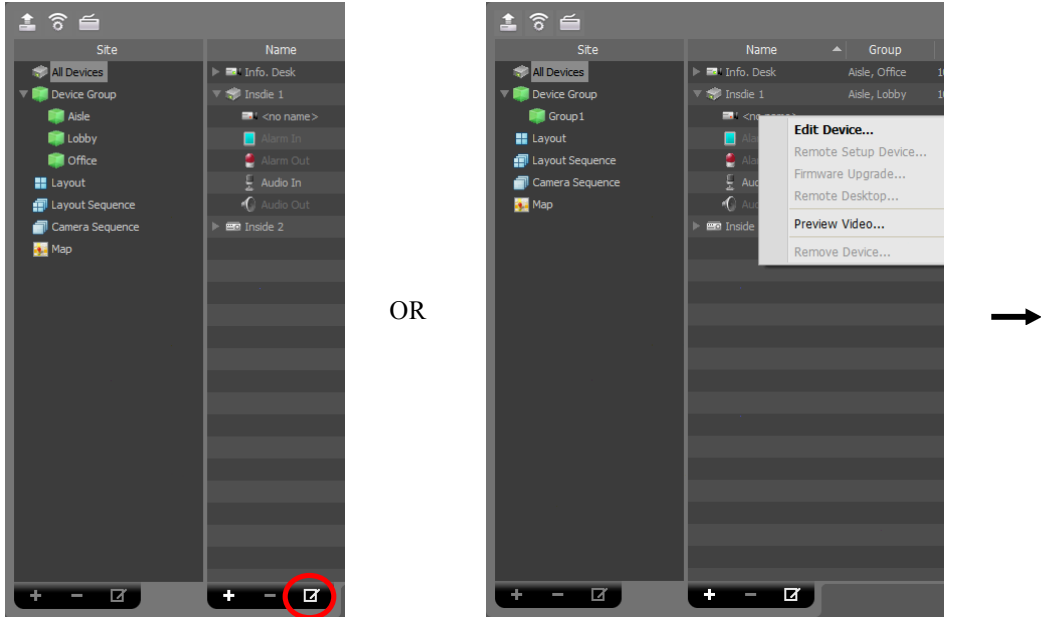 Site Name
All Devices
Info. Desk
Device Group
Insdie 1
Aisle
<no name>
Lobby
Alarm In
Office
Alarm Out
Layout
Audio In
Layout Sequence
Audio Out
Camera Sequence
Inside 2
Map
OR
Site Name Group
All Devices
Info. Desk Aisle, Office
Device Group
Insdie 1 Aisle, Lobby
Group1
Layout
Layout Sequence
Camera Sequence
Map
Inside
Edit Device...
Remote Setup Device...
Firmware Upgrade...
Remote Desktop...
Preview Video...
Remove Device...